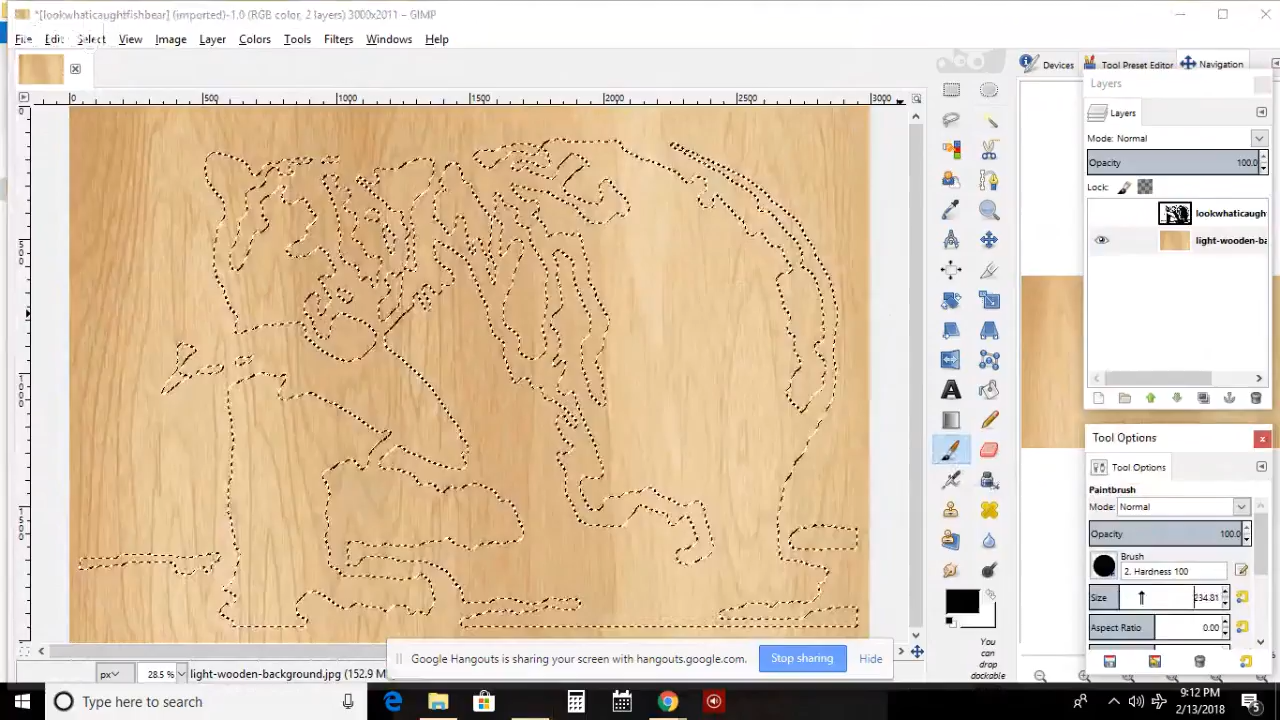 *[lookwhaticaughtfishbear] (imported)-1.0 (RGB color, 2 layers) 3000x2011 – GIMP
File Edit Select View Image Layer Colors Tools Filters Windows Help
Devices Tool Preset Editor Navigation
Layers
0 500 1000 1500 2000 2500 3000
Layers
Mode: Normal
Opacity 100.0
Lock:
lookwhaticaught
light-wooden-ba
Tool Options
Tool Options
Paintbrush
Mode: Normal
Opacity 100.0
Brush
2. Hardness 100
Size 234.81
Aspect Ratio 0.00
You
can
drop
dockable
Google Hangouts is sharing your screen with hangouts.google.com. Stop sharing Hide
px 28.5 % light-wooden-background.jpg (152.9 M
Type here to search
9:12 PM
2/13/2018
5